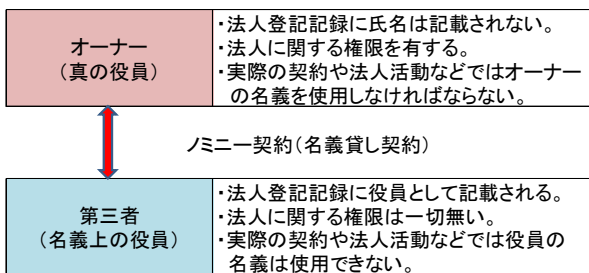 オーナー
（真の役員）
・法人登記記録に氏名は記載されない。
・法人に関する権限を有する。
・実際の契約や法人活動などではオーナー
の名義を使用しなければならない。
ノミニー契約（名義貸し契約）
第三者
（名義上の役員）
・法人登記記録に役員として記載される。
・法人に関する権限は一切無い。
・実際の契約や法人活動などでは役員の
名義は使用できない。